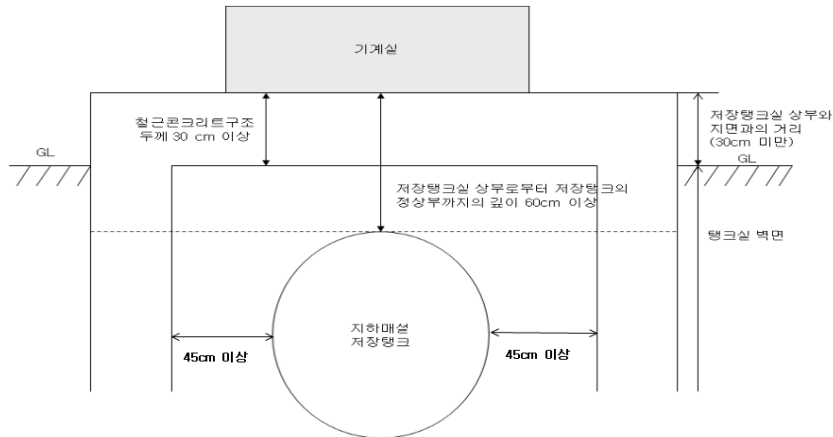 기계실
철근콘크리트구조
두께 30 cm 이상
저장탱크실 상부와
지면과의 거리
(30cm 미만)
GL
GL
저장탱크실 상부로부터 저장탱크의
정상부까지의 깊이 60cm 이상
탱크실 벽면
지하매설
저장탱크
45cm 이상
45cm 이상